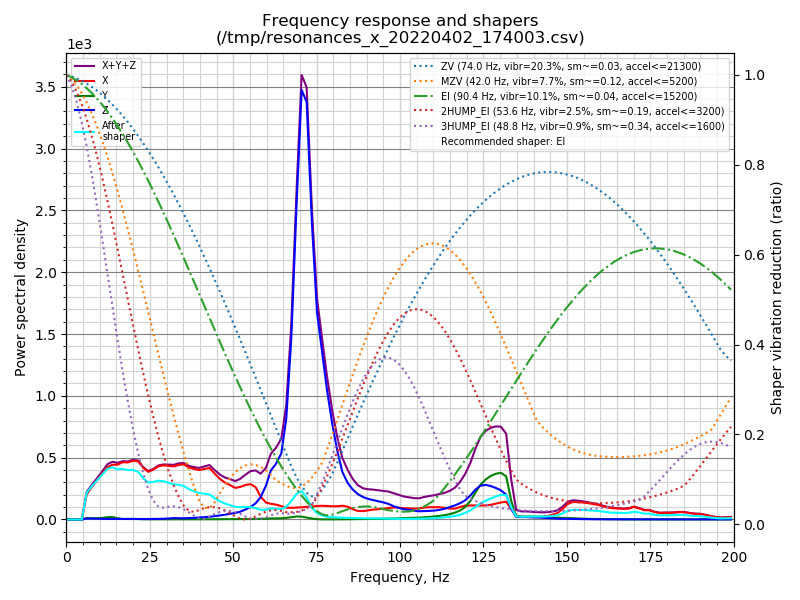 Frequency response and shapers
(/tmp/resonances_x_20220402_174003.csv)
1e3
X+Y+Z
X
Y
Z
After
shaper
ZV (74.0 Hz, vibr=20.3%, sm~=0.03, accel<=21300)
MZV (42.0 Hz, vibr=7.7%, sm~=0.12, accel<=5200)
EI (90.4 Hz, vibr=10.1%, sm~=0.04, accel<=15200)
2HUMP_EI (53.6 Hz, vibr=2.5%, sm~=0.19, accel<=3200)
3HUMP_EI (48.8 Hz, vibr=0.9%, sm~=0.34, accel<=1600)
Recommended shaper: EI
3.5
3.0
2.5
2.0
1.5
1.0
0.5
0.0
Power spectral density
1.0
0.8
0.6
0.4
0.2
0.0
Shaper vibration reduction (ratio)
0 25 50 75 100 125 150 175 200
Frequency, Hz